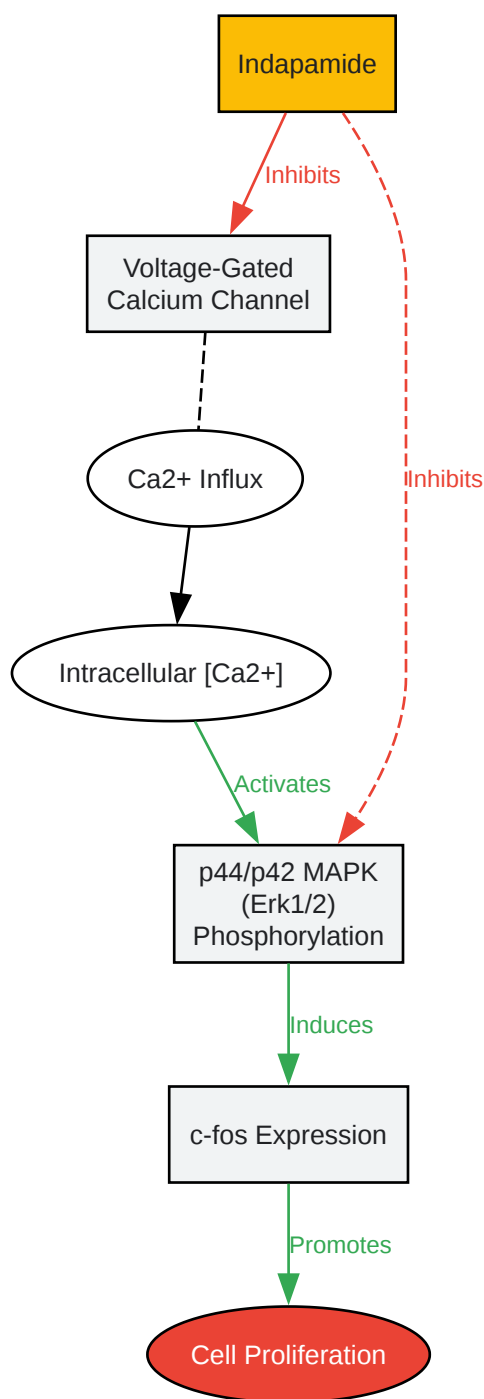 Indapamide
Inhibits
Voltage-Gated
Calcium Channel
Ca2+ Influx
Inhibits
Intracellular [Ca2+]
Activates
p44/p42 MAPK
(Erk1/2)
Phosphorylation
Induces
c-fos Expression
Promotes
Cell Proliferation